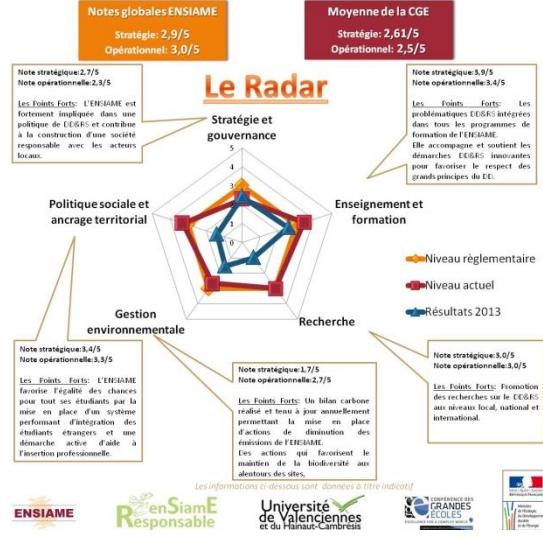 Notes globales ENSIAME
Stratégie: 2,9/5
Opérationnel: 3,0/5
Moyenne de la CGE
Stratégie: 2,61/5
Opérationnel: 2,5/5
Note stratégique:2,7/5
Note opérationnelle:2,3/5
Les Points Forts: L'ENSIAME est
fortement impliquée dans une
politique de DD&RS et contribue
à la construction d'une société
responsable avec les acteurs
locaux.
Le Radar
Note stratégique:3,9/5
Note opérationnelle:3,4/5
Les Points Forts: Les
problématiques DD&RS intégrées
dans tous les programmes de
formation de l'ENSIAME.
Elle accompagne et soutient les
démarches DD&RS innovantes
pour favoriser le respect des
grands principes du DD.
Stratégie et
gouvernance
5
4
3
2
1
0
Politique sociale et
ancrage territorial
Enseignement et
formation
Gestion
environnementale
Recherche
Niveau règlementaire
Niveau actuel
Résultats 2013
Note stratégique:3,4/5
Note opérationnelle:3,3/5
Les Points Forts: L'ENSIAME
favorise l'égalité des chances
pour tout ses étudiants par la
mise en place d'un système
performant d'intégration des
étudiants étrangers et une
démarche active d'aide à
l'insertion professionnelle.
Note stratégique:1,7/5
Note opérationnelle:2,7/5
Les Points Forts: Un bilan carbone
réalisé et tenu à jour annuellement
permettant la mise en place
d'actions de diminution des
émissions de l'ENSIAME.
Des actions qui favorisent le
maintien de la biodiversité aux
alentours des sites,
Note stratégique:3,0/5
Note opérationnelle:3,0/5
Les Points Forts: Promotion
des recherches sur le DD&RS
aux niveaux local, national et
international.
Les informations ci-dessous sont données à titre indicatif
ENSIAME
enSiamE
Responsable
Université
de Valenciennes
et du Hainaut-Cambrésis
CONFÉRENCE DES
GRANDES
ÉCOLES